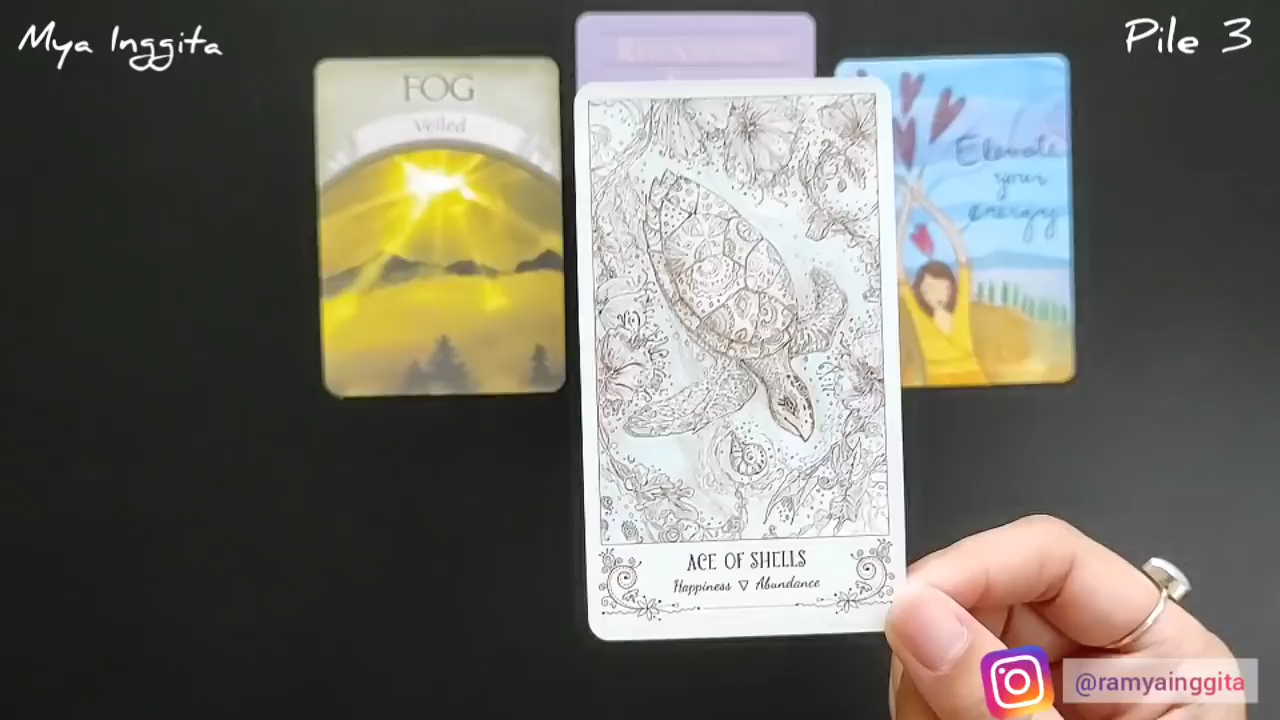 Mya Inggita
Pile 3
FOG
Veiled
Elevate
your
energy
ACE OF SHELLS
Happiness ▽ Abundance
@ramyainggita